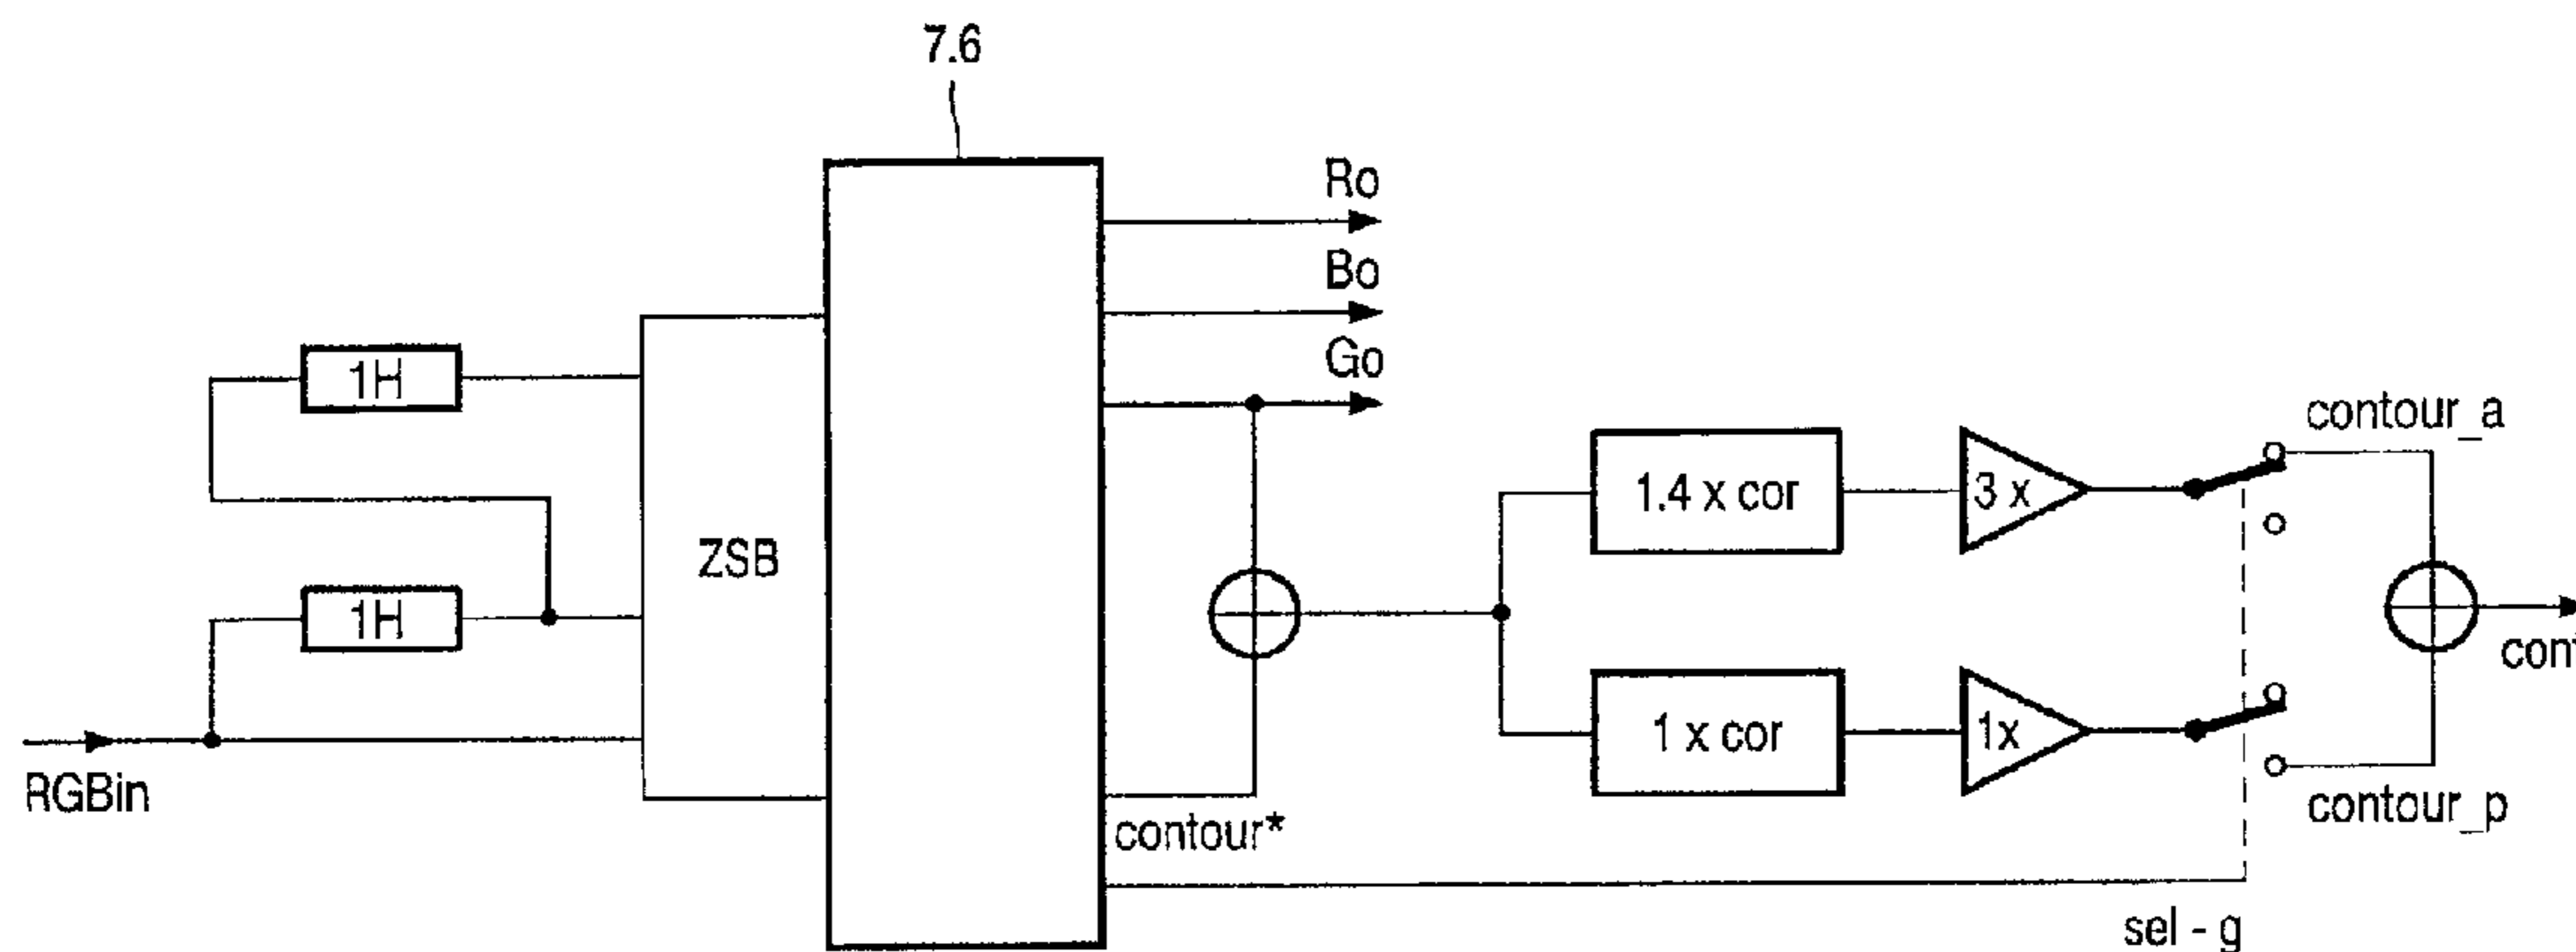 7.6
Ro
Bo
Go
1H
1H
ZSB
RGBin
contour*
1.4 x cor
3 x
1 x cor
1x
contour_a
contour_p
sel - g